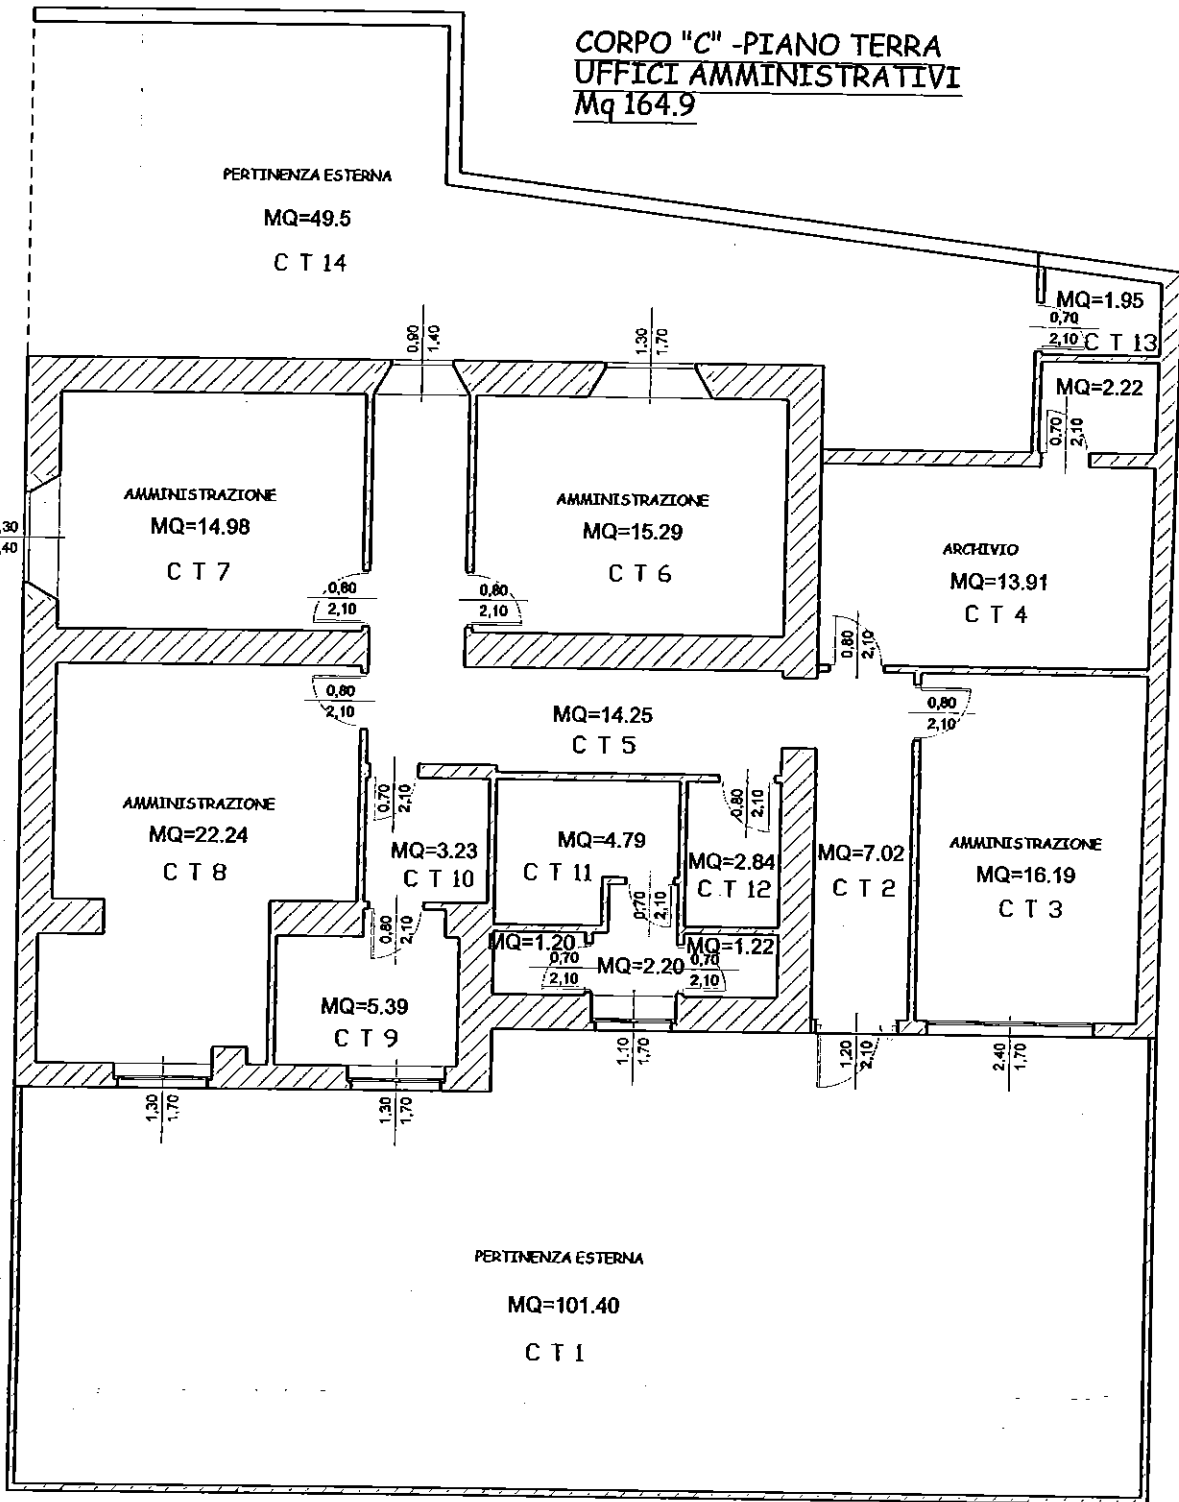 CORPO "C" -PIANO TERRA
UFFICI AMMINISTRATIVI
Mq 164.9
PERTINENZA ESTERNA
MQ=49.5
C T 14
MQ=1.95
0,70
2,10
C T 13
0,90
1,40
1,30
1,70
MQ=2.22
0,70
2,10
AMMINISTRAZIONE
MQ=14.98
C T 7
AMMINISTRAZIONE
MQ=15.29
C T 6
ARCHIVIO
MQ=13.91
C T 4
,30
,40
0,80
2,10
0,80
2,10
0,80
2,10
0,80
2,10
MQ=14.25
C T 5
0,80
2,10
0,70
2,10
0,80
2,10
AMMINISTRAZIONE
MQ=22.24
C T 8
MQ=3.23
C T 10
MQ=4.79
C T 11
MQ=2.84
C T 12
MQ=7.02
C T 2
AMMINISTRAZIONE
MQ=16.19
C T 3
0,70
2,10
0,80
2,10
MQ=1.20
0,70
2,10
MQ=2.20
MQ=1.22
0,70
2,10
MQ=5.39
C T 9
1,10
1,70
1,20
2,10
2,40
1,70
1,30
1,70
1,30
1,70
PERTINENZA ESTERNA
MQ=101.40
C T 1